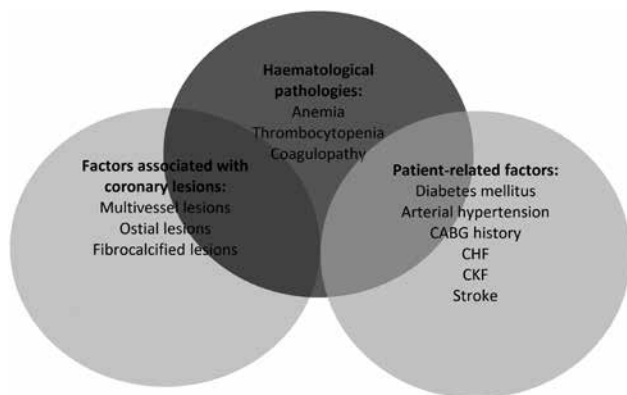 Haematological
pathologies:
Anemia
Thrombocytopenia
Coagulopathy
Factors associated with
coronary lesions:
Multivessel lesions
Ostial lesions
Fibrocalcified lesions
Patient-related factors:
Diabetes mellitus
Arterial hypertension
CABG history
CHF
CKF
Stroke